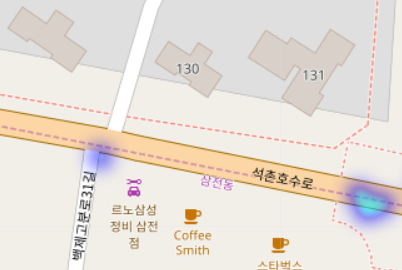 130
131
석촌호수로
삼전동
백제고분로31길
르노삼성
정비 삼전
점
Coffee
Smith
스타벅스